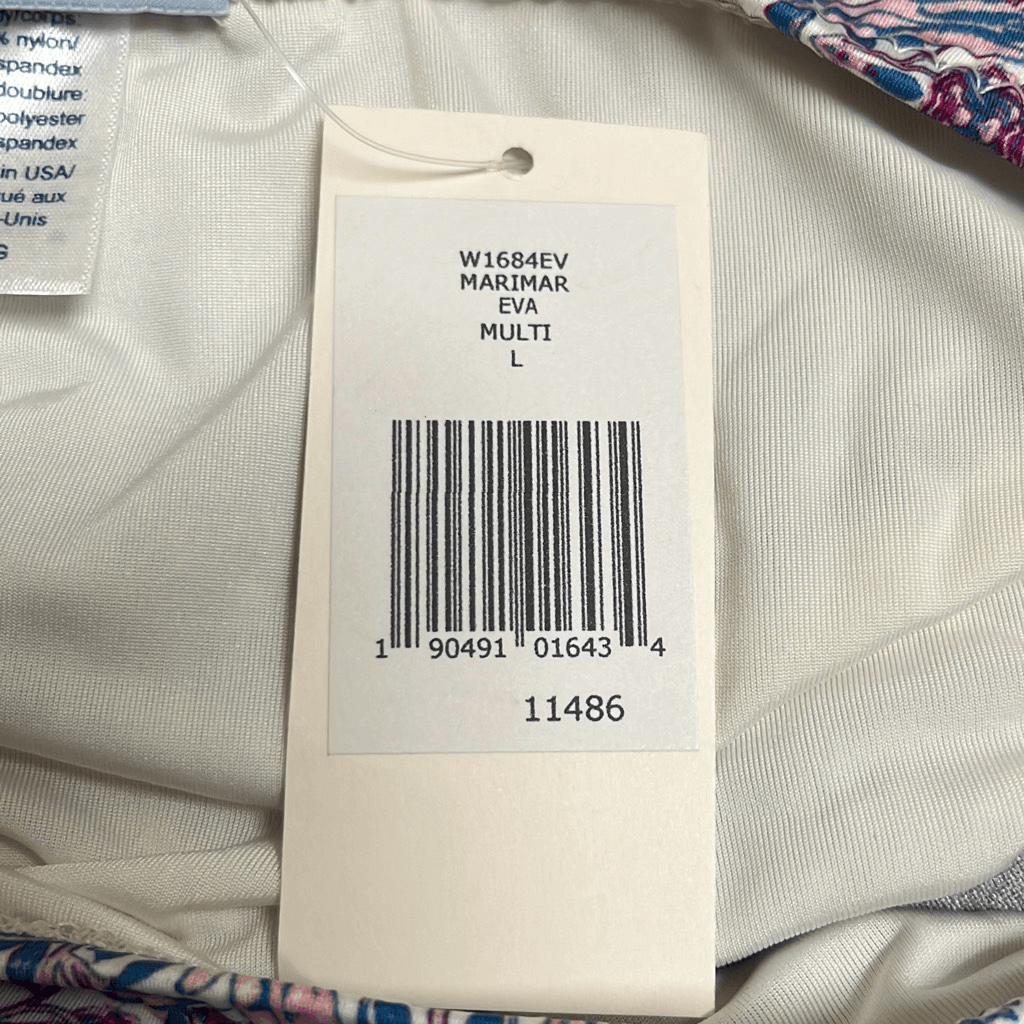 y/corps:
% nylon/
spandex
doublure:
polyester
spandex
in USA/
ué aux
-Unis
G
W1684EV
MARIMAR
EVA
MULTI
L
1 90491 01643 4
11486